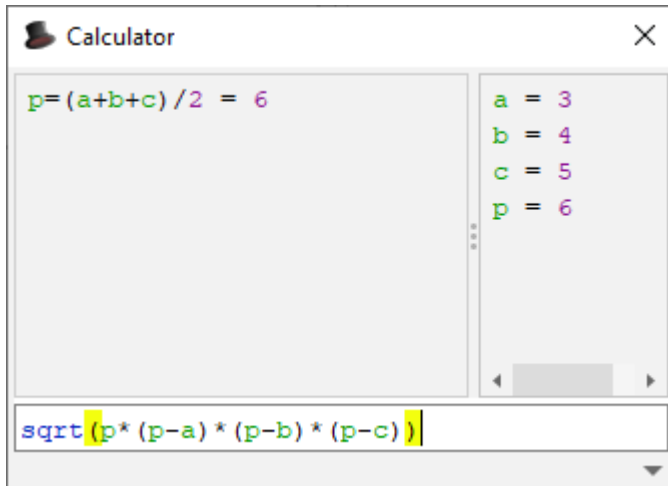 Calculator
p=(a+b+c)/2 = 6
a = 3
b = 4
c = 5
p = 6
sqrt(p*(p-a)*(p-b)*(p-c))